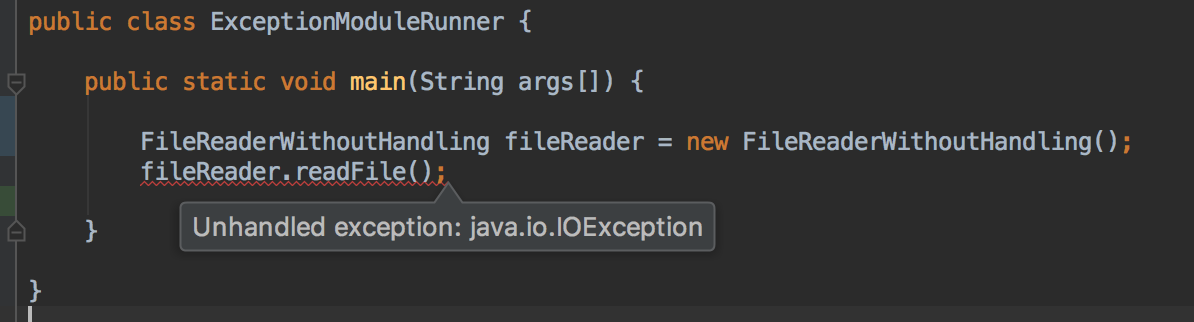 public class ExceptionModuleRunner {
public static void main(String args[]) {
FileReaderWithoutHandling fileReader = new FileReaderWithoutHandling();
fileReader.readFile();
Unhandled exception: java.io.IOException
}
}